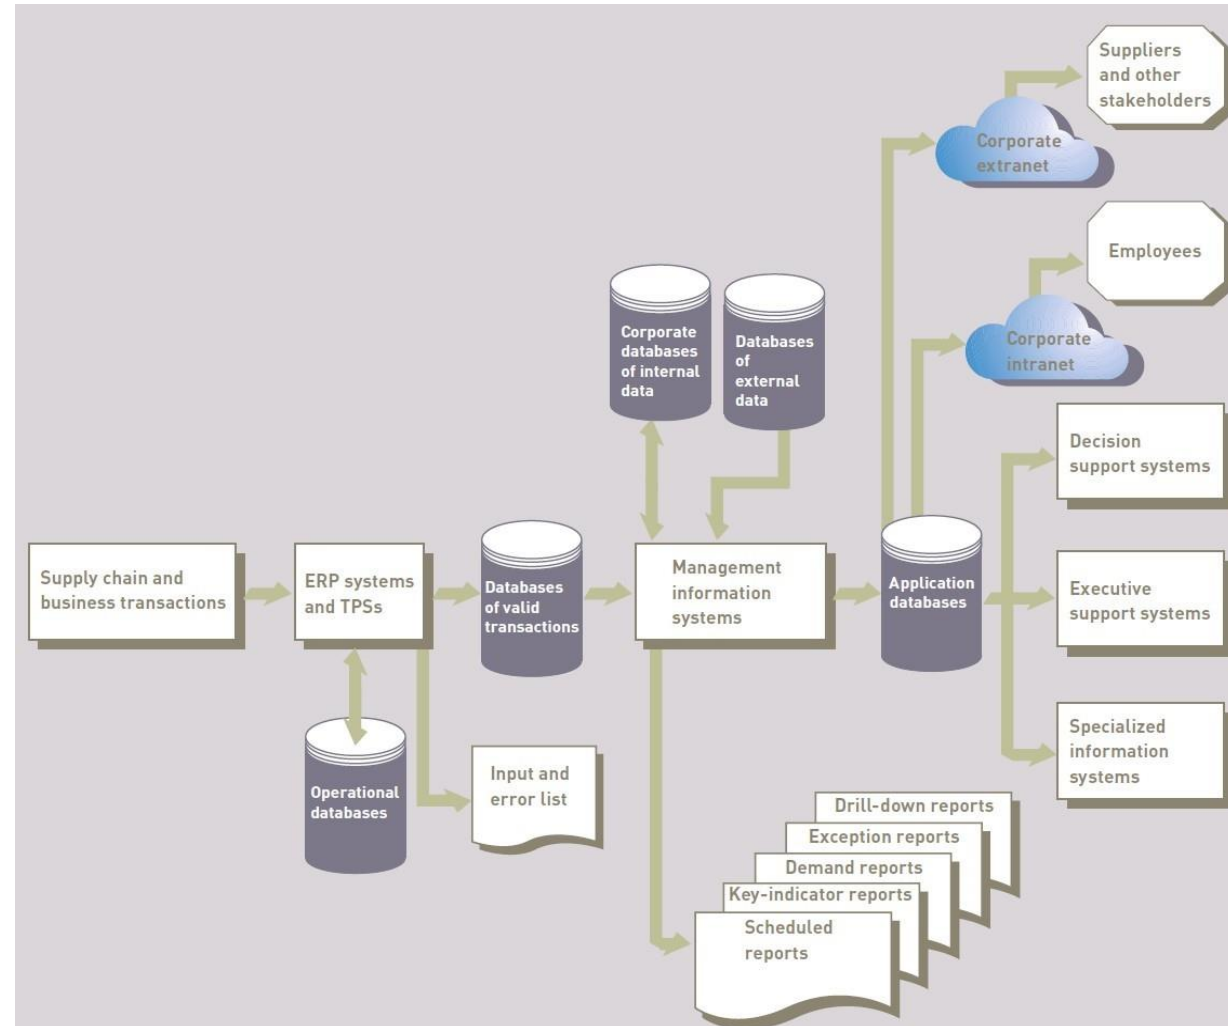 Suppliers
and other
stakeholders
Corporate
extranet
Employees
Corporate
intranet
Corporate
databases
of internal
data
Databases
of
external
data
Decision
support systems
Supply chain and
business transactions
ERP systems
and TPSs
Databases
of valid
transactions
Management
information
systems
Application
databases
Executive
support systems
Operational
databases
Input and
error list
Specialized
information
systems
Drill-down reports
Exception reports
Demand reports
Key-indicator reports
Scheduled
reports